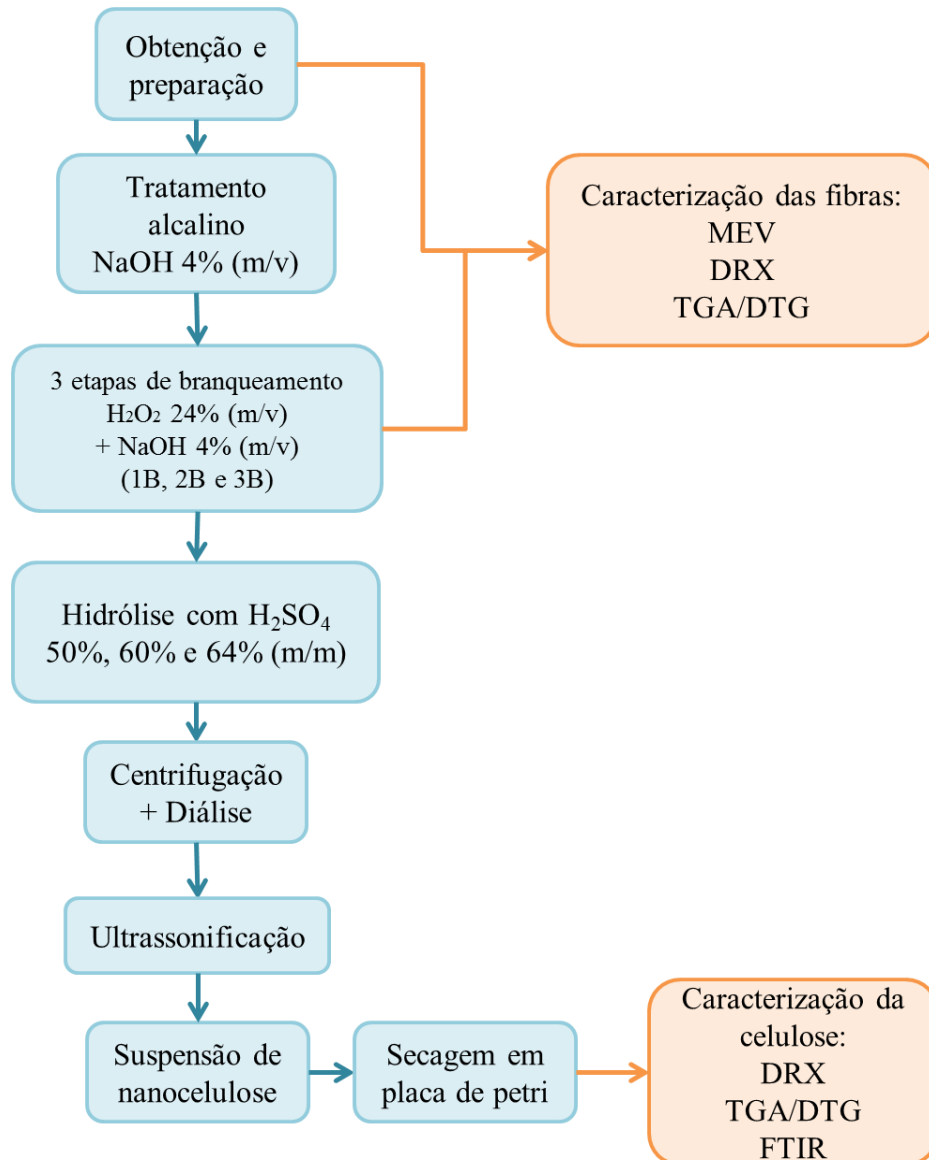 Obtenção e
preparação
Tratamento
alcalino
NaOH 4% (m/v)
Caracterização das fibras:
MEV
DRX
TGA/DTG
3 etapas de branqueamento
H₂O₂ 24% (m/v)
+ NaOH 4% (m/v)
(1B, 2B e 3B)
Hidrólise com H₂SO₄
50%, 60% e 64% (m/m)
Centrifugação
+ Diálise
Ultrassonificação
Suspensão de
nanocelulose
Secagem em
placa de petri
Caracterização da
celulose:
DRX
TGA/DTG
FTIR